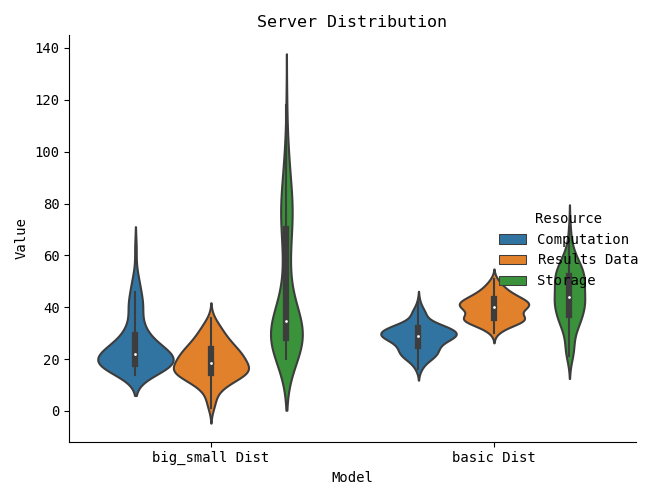 Server Distribution
140
120
100
80
60
40
20
0
Value
Resource
Computation
Results Data
Storage
big_small Dist
basic Dist
Model